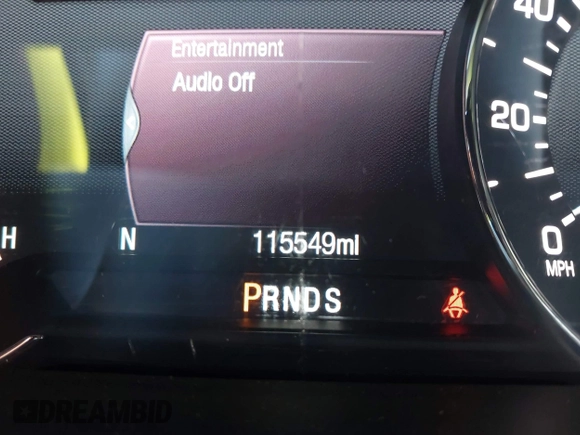 Entertainment
Audio Off
40
20
0
MPH
H
N
115549mi
PRNDS
DREAMBID